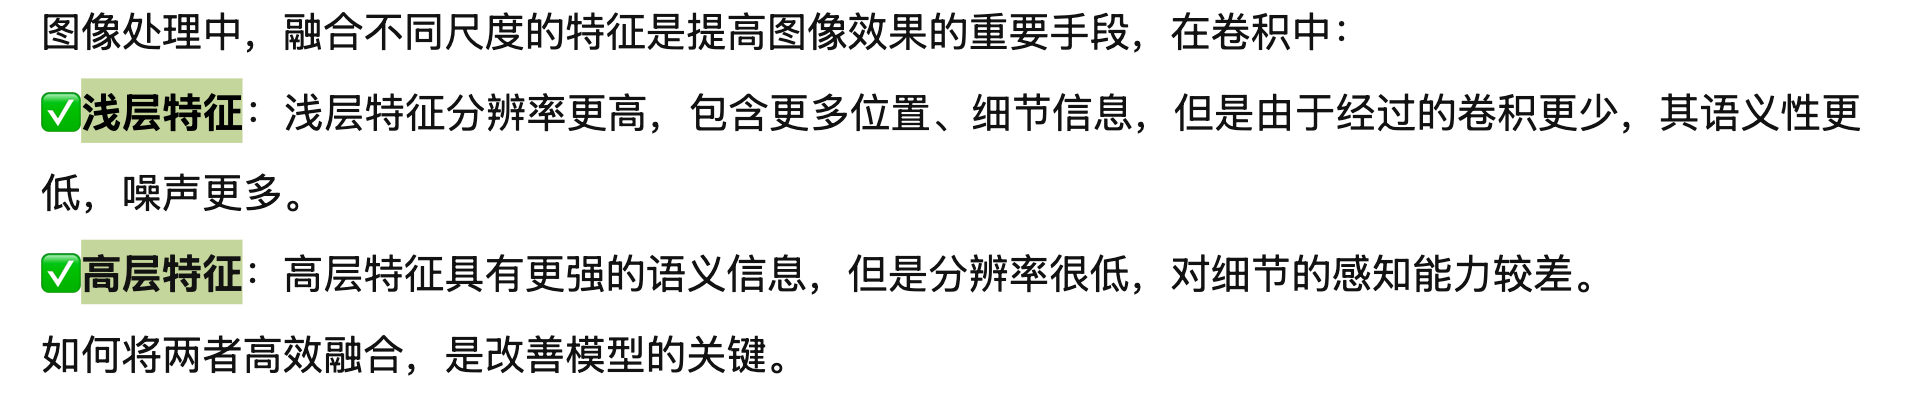 图像处理中，融合不同尺度的特征是提高图像效果的重要手段，在卷积中：
✅浅层特征：浅层特征分辨率更高，包含更多位置、细节信息，但是由于经过的卷积更少，其语义性更
低，噪声更多。
✅高层特征：高层特征具有更强的语义信息，但是分辨率很低，对细节的感知能力较差。
如何将两者高效融合，是改善模型的关键。